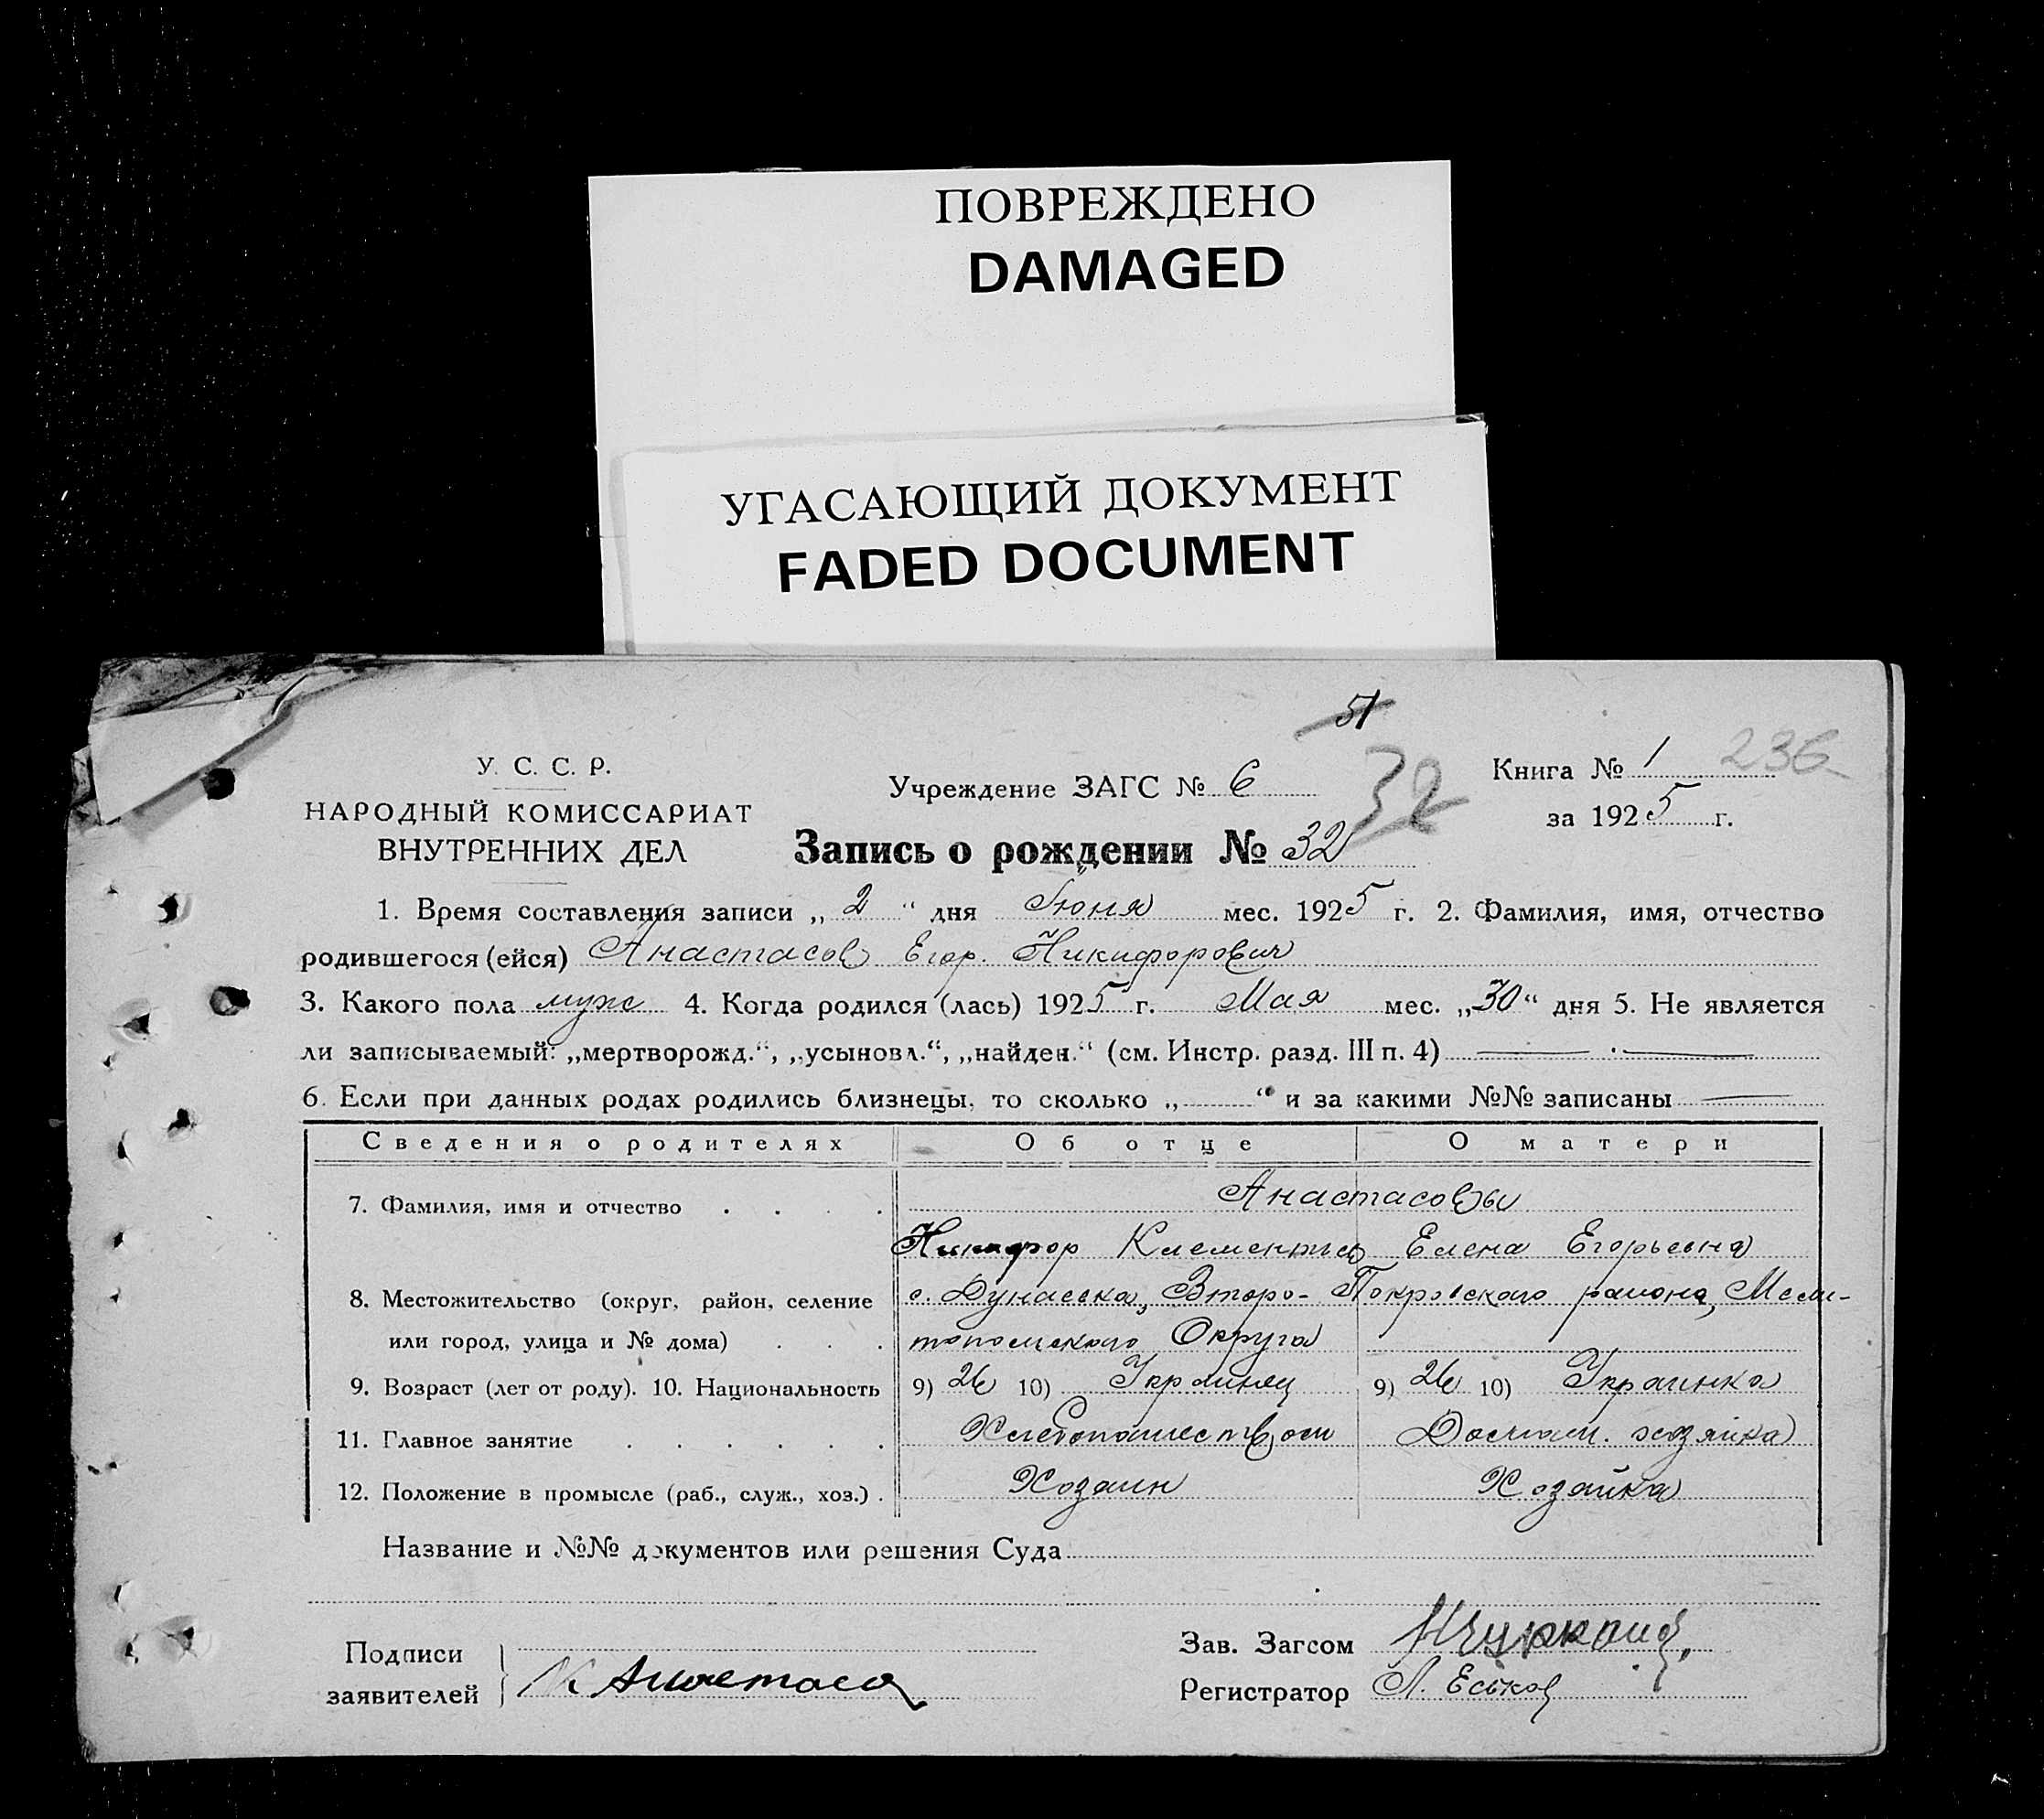 ПОВРЕЖДЕНО
DAMAGED
УГАСАЮЩИЙ ДОКУМЕНТ
FADED DOCUMENT
51
32
У. С. С. Р.
НАРОДНЫЙ КОМИССАРИАТ
ВНУТРЕННИХ ДЕЛ
Учреждение ЗАГС № 6
Книга № 1 236
за 1925 г.
Запись о рождении № 32
1. Время составления записи „ 2 “ дня Июня мес. 1925 г. 2. Фамилия, имя, отчество
родившегося (ейся) Анастасов Егор. Никифорович
3. Какого пола муж 4. Когда родился (лась) 1925 г. Мая мес. „30“ дня 5. Не является
ли записываемый: „мертворожд.“, „усыновл.“, „найден.“ (см. Инстр. разд. III п. 4) — . —
6. Если при данных родах родились близнецы, то сколько „ — “ и за какими №№ записаны —
Сведения о родителях Об отце О матери
7. Фамилия, имя и отчество . . . . Анастасовы
Никифор Клементьев Елена Егорьевна
8. Местожительство (округ, район, селение с. Дунаевка, Второ-Покровского района, Мели-
или город, улица и № дома) . . . топольского Округа
9. Возраст (лет от роду). 10. Национальность 9) 26 10) Украинец 9) 26 10) Украинка
11. Главное занятие . . . . . . Хлебопашеством Домаш. хозяйка
12. Положение в промысле (раб., служ., хоз.) . Хозаин Хозайка
Название и №№ документов или решения Суда
Подписи
заявителей
Анастасов
Зав. Загсом
Регистратор Л. Еськов